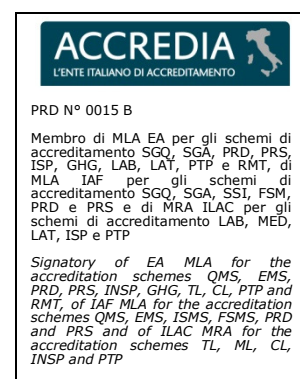 ACCREDIA
L'ENTE ITALIANO DI ACCREDITAMENTO
PRD N° 0015 B
Membro di MLA EA per gli schemi di
accreditamento SGQ, SGA, PRD, PRS,
ISP, GHG, LAB, LAT, PTP e RMT, di
MLA IAF per gli schemi di
accreditamento SGQ, SGA, SSI, FSM,
PRD e PRS e di MRA ILAC per gli
schemi di accreditamento LAB, MED,
LAT, ISP e PTP
Signatory of EA MLA for the
accreditation schemes QMS, EMS,
PRD, PRS, INSP, GHG, TL, CL, PTP and
RMT, of IAF MLA for the accreditation
schemes QMS, EMS, ISMS, FSMS, PRD
and PRS and of ILAC MRA for the
accreditation schemes TL, ML, CL,
INSP and PTP